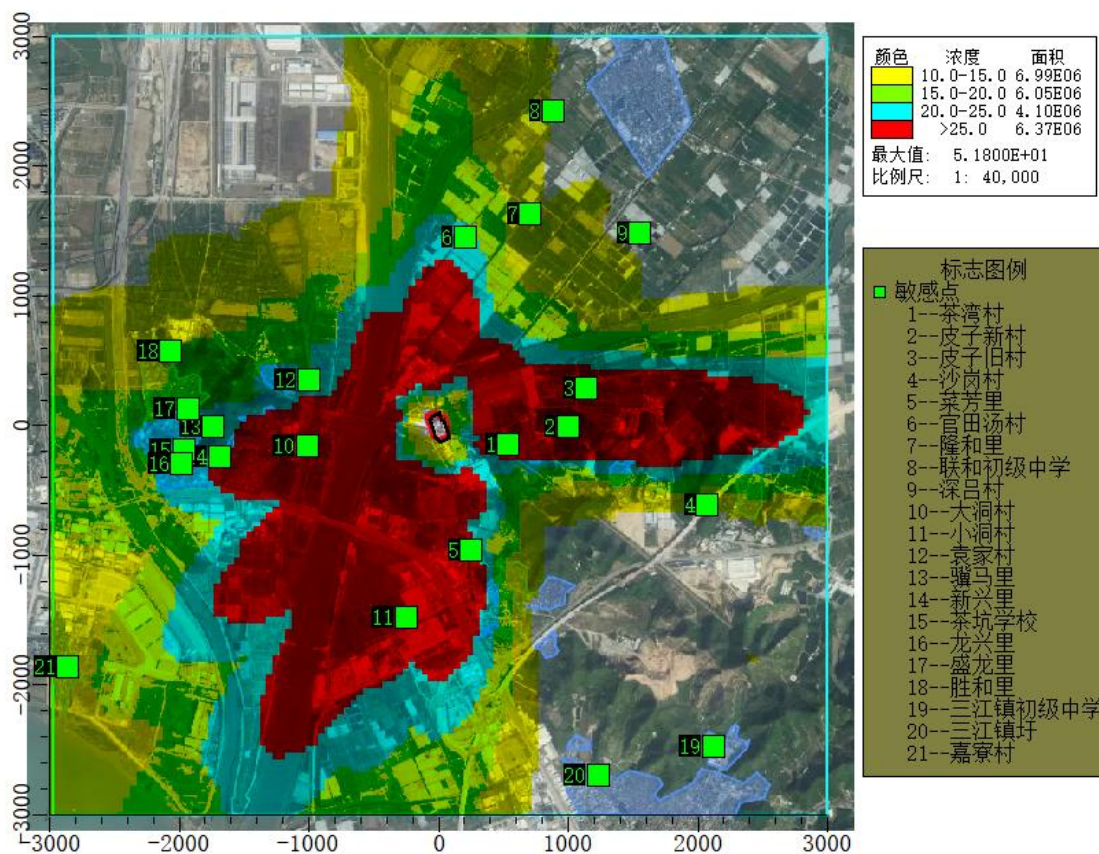 颜色 浓度 面积
10.0-15.0 6.99E06
15.0-20.0 6.05E06
20.0-25.0 4.10E06
>25.0 6.37E06
最大值: 5.1800E+01
比例尺: 1: 40,000
标志图例
敏感点
1--茶湾村
2--皮子新村
3--皮子旧村
4--沙岗村
5--菜芳里
6--官田汤村
7--隆和里
8--联和初级中学
9--深吕村
10--大洞村
11--小洞村
12--袁家村
13--骥马里
14--新兴里
15--茶坑学校
16--龙兴里
17--盛龙里
18--胜和里
19--三江镇初级中学
20--三江镇圩
21--嘉寮村
3000
2000
1000
0
-1000
-2000
-3000
-3000 -2000 -1000 0 1000 2000 3000
8
7
9
6
18
12
3
17
13
2
10
1
15
4
16
4
5
11
21
19
20